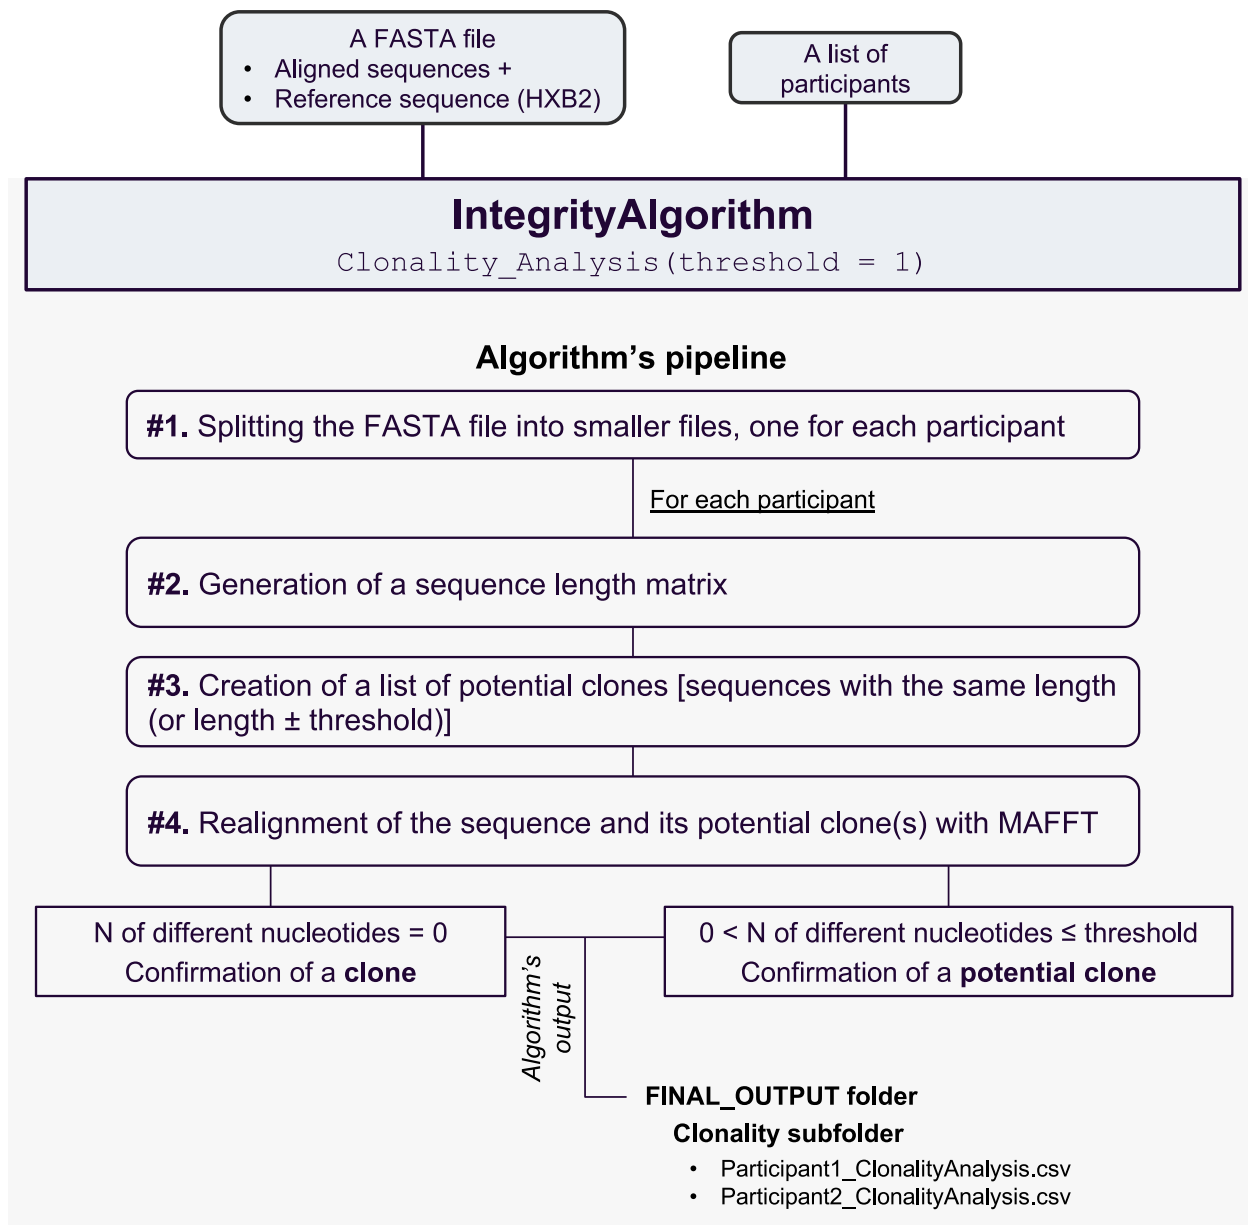 A FASTA file
• Aligned sequences +
• Reference sequence (HXB2)
A list of
participants
IntegrityAlgorithm
Clonality_Analysis(threshold = 1)
Algorithm's pipeline
#1. Splitting the FASTA file into smaller files, one for each participant
For each participant
#2. Generation of a sequence length matrix
#3. Creation of a list of potential clones [sequences with the same length
(or length ± threshold)]
#4. Realignment of the sequence and its potential clone(s) with MAFFT
N of different nucleotides = 0
Confirmation of a clone
0 < N of different nucleotides ≤ threshold
Confirmation of a potential clone
Algorithm's
output
FINAL_OUTPUT folder
Clonality subfolder
• Participant1_ClonalityAnalysis.csv
• Participant2_ClonalityAnalysis.csv